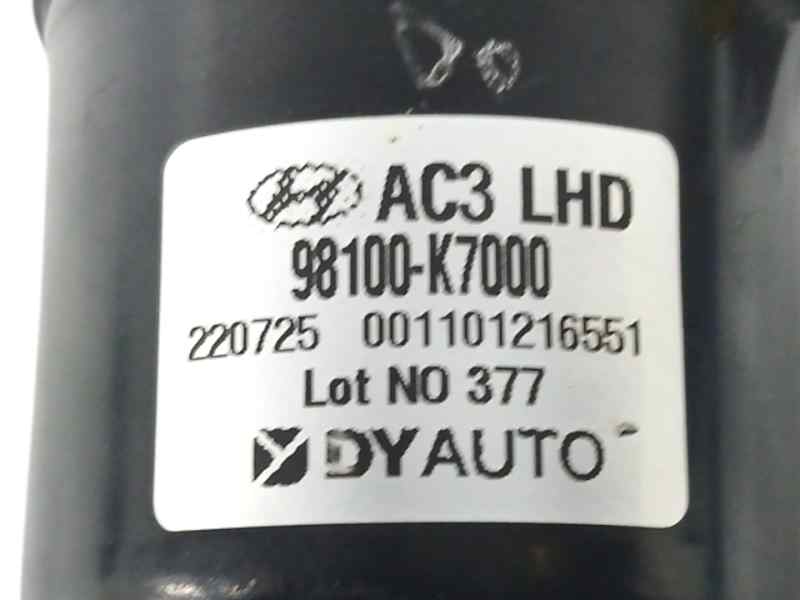 AC3 LHD
98100-K7000
220725 001101216551
Lot NO 377
DYAUTO